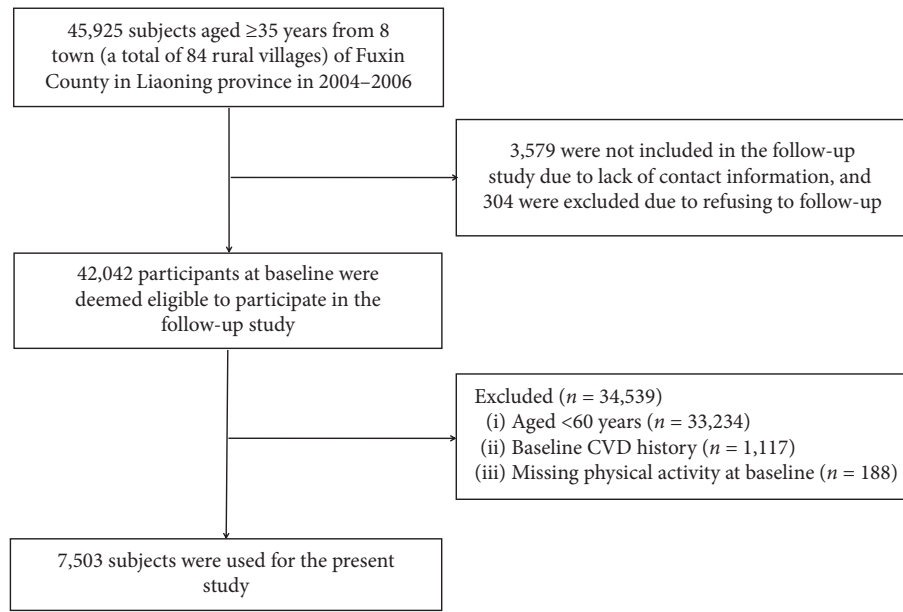 45,925 subjects aged ≥35 years from 8
town (a total of 84 rural villages) of Fuxin
County in Liaoning province in 2004–2006
3,579 were not included in the follow-up
study due to lack of contact information, and
304 were excluded due to refusing to follow-up
42,042 participants at baseline were
deemed eligible to participate in the
follow-up study
Excluded (n = 34,539)
(i) Aged <60 years (n = 33,234)
(ii) Baseline CVD history (n = 1,117)
(iii) Missing physical activity at baseline (n = 188)
7,503 subjects were used for the present
study